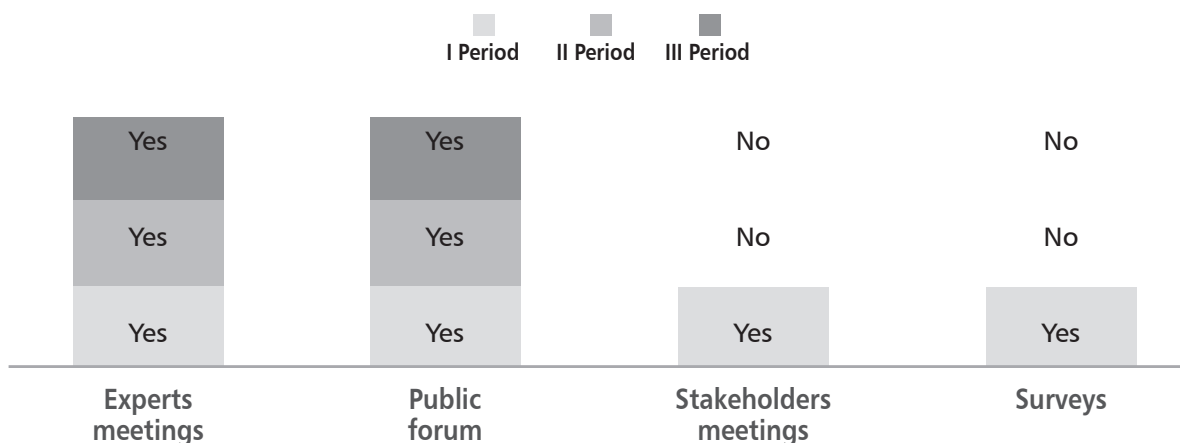 I Period II Period III Period
Yes Yes No No
Yes Yes No No
Yes Yes Yes Yes
Experts Public Stakeholders Surveys
meetings forum meetings